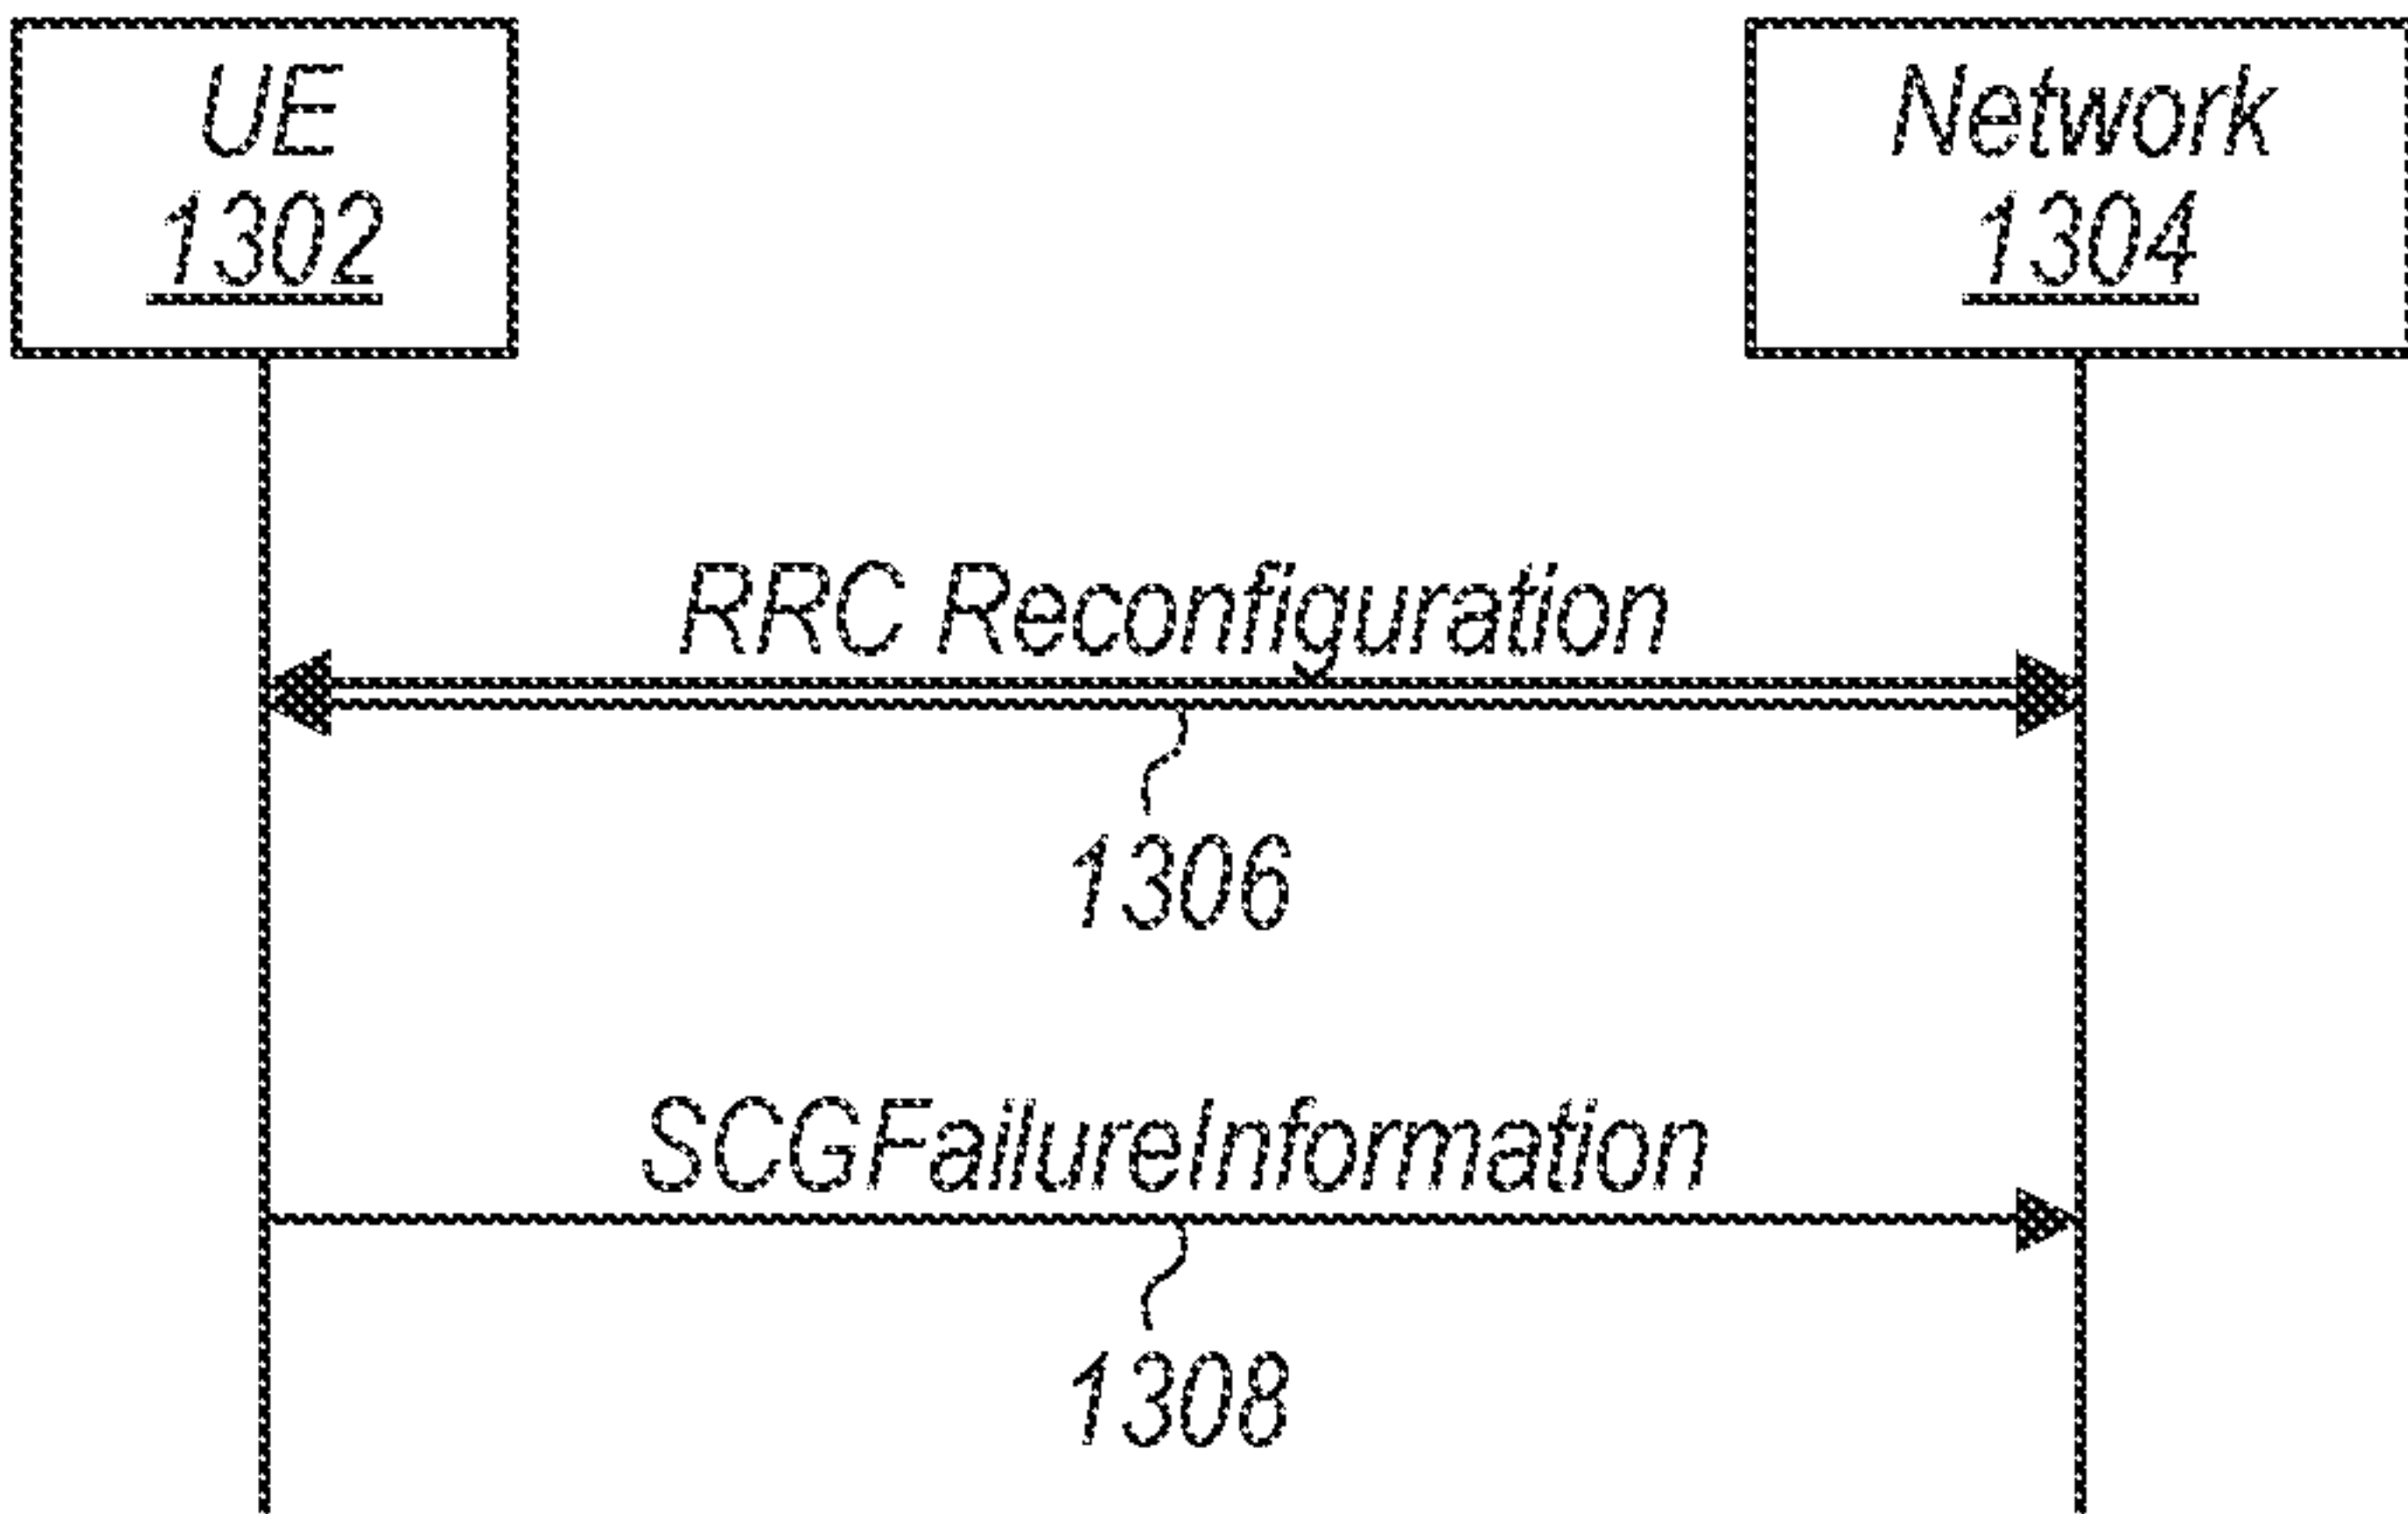 UE
1302
Network
1304
RRC Reconfiguration
1306
SCGFailureInformation
1308